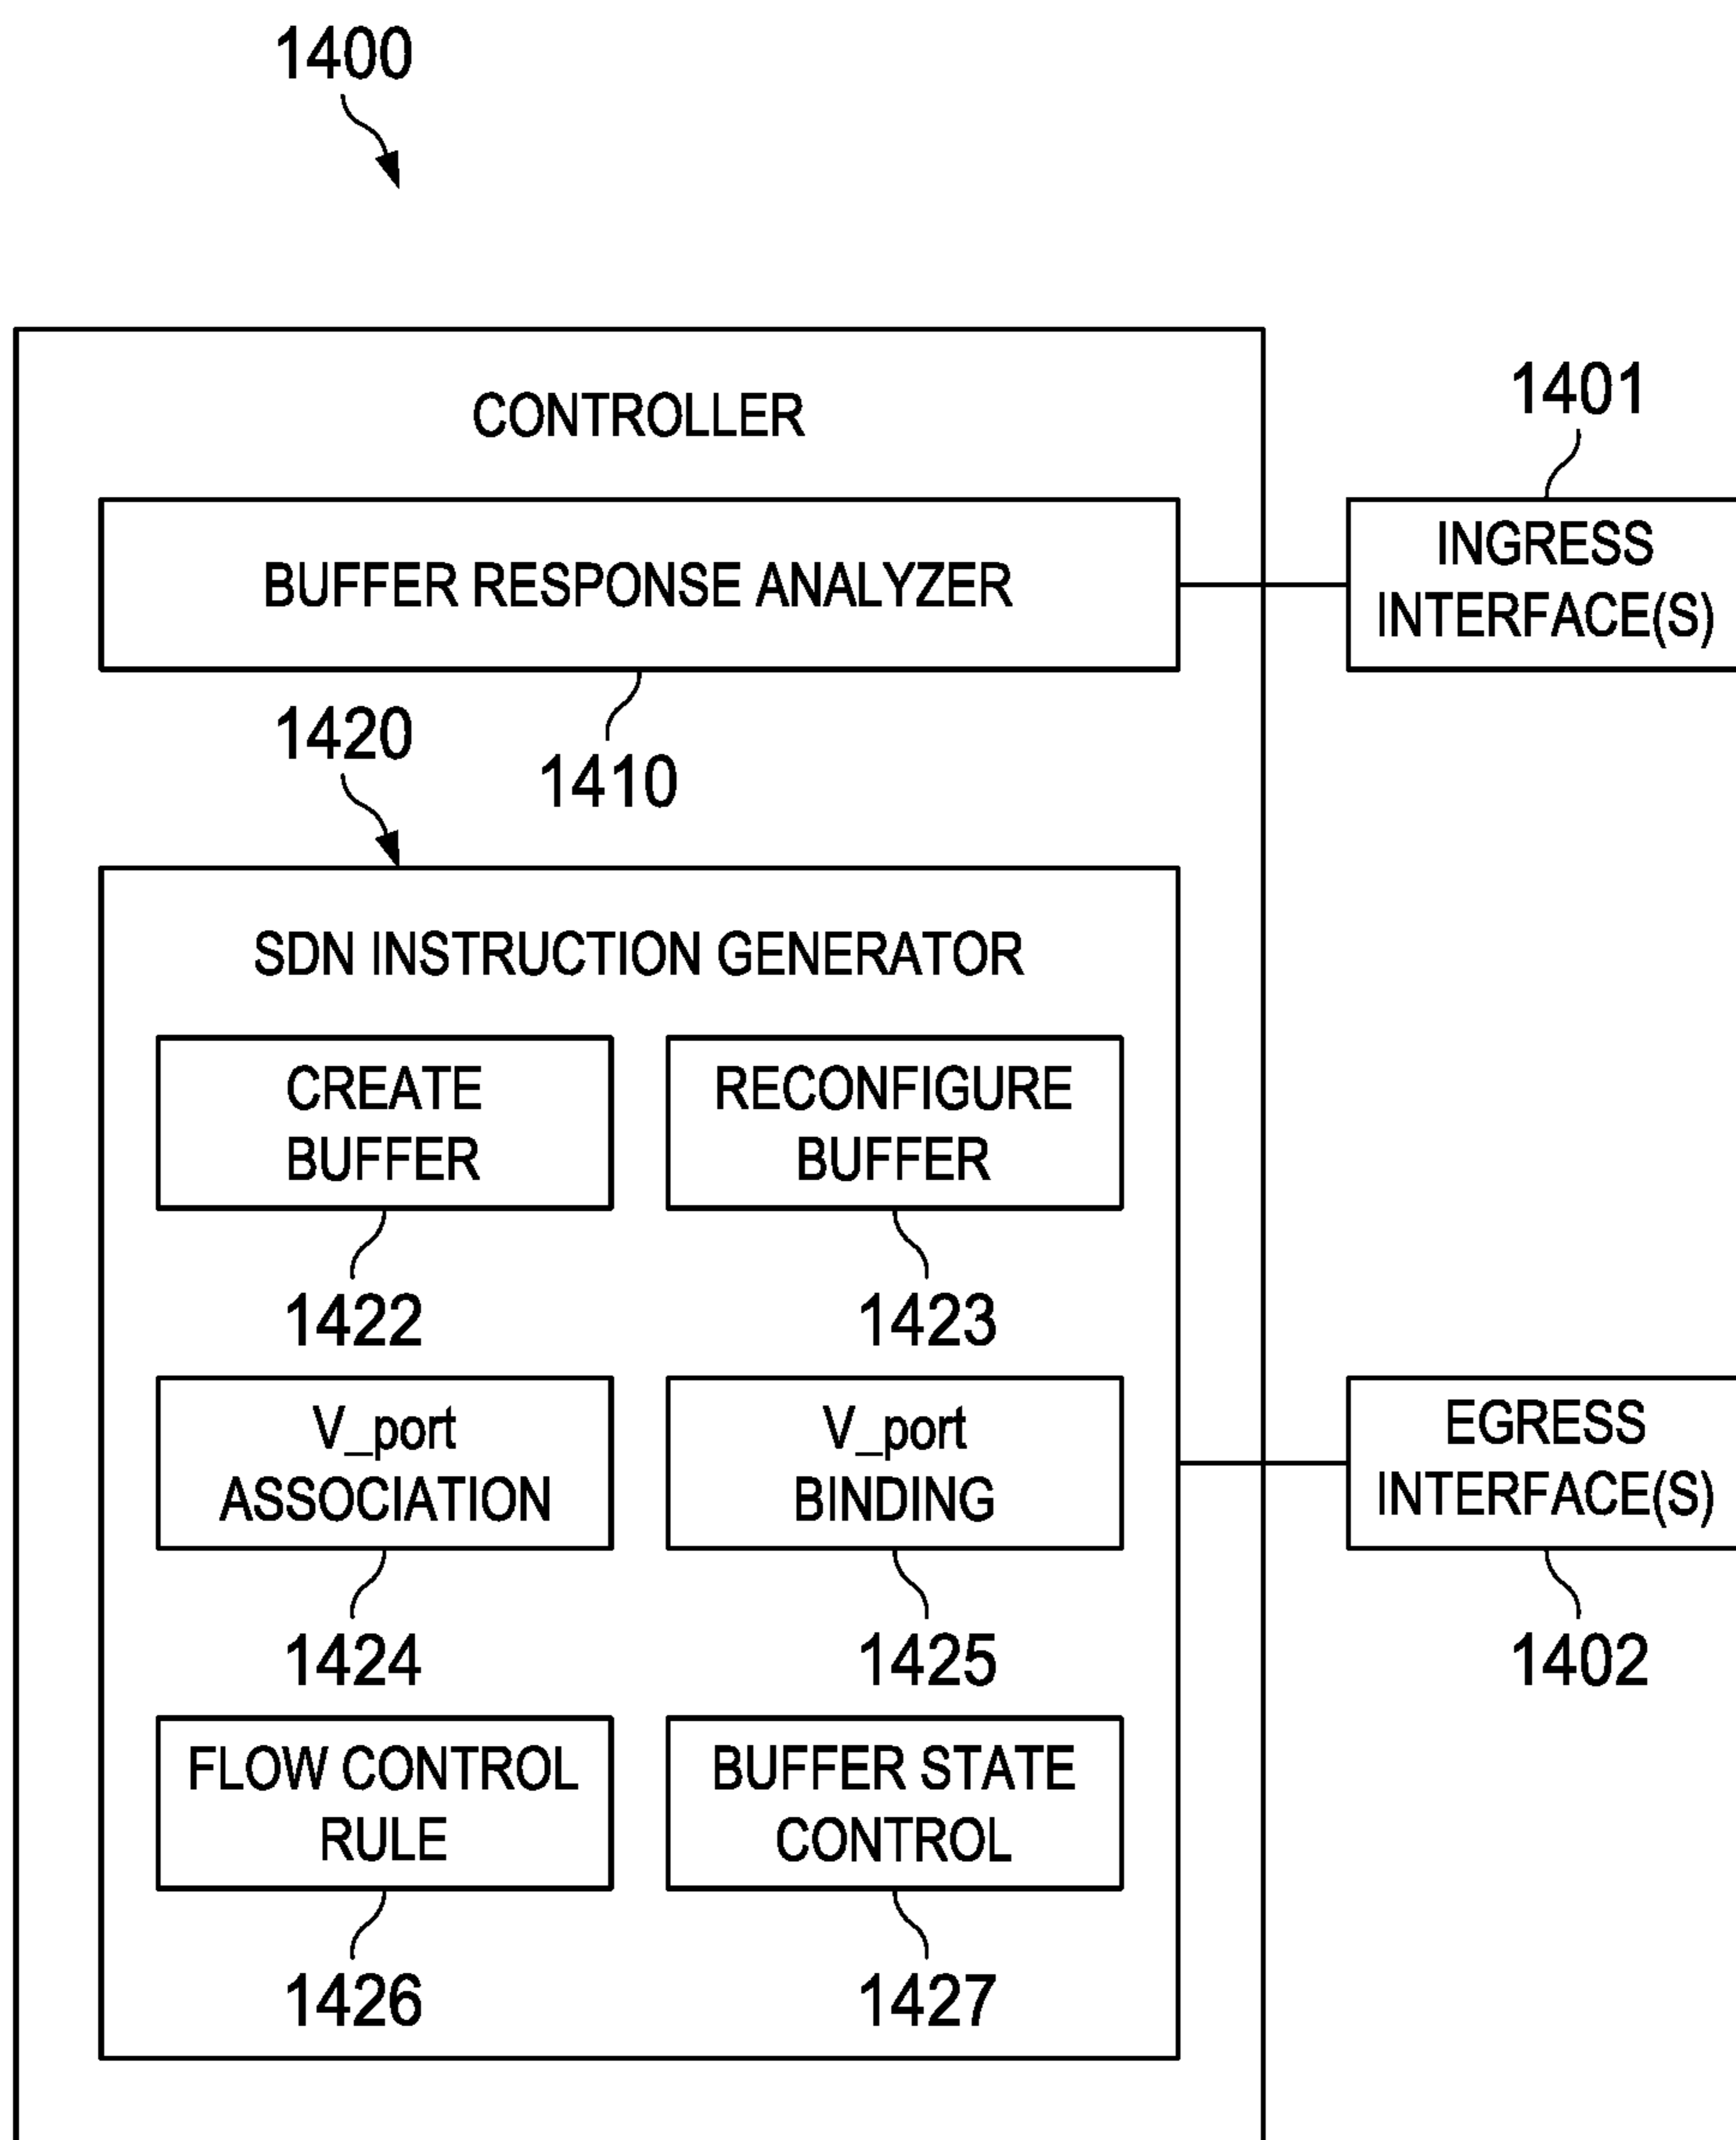 1400
CONTROLLER
1401
BUFFER RESPONSE ANALYZER
INGRESS
INTERFACE(S)
1420
1410
SDN INSTRUCTION GENERATOR
CREATE
BUFFER
RECONFIGURE
BUFFER
1422
1423
V_port
ASSOCIATION
V_port
BINDING
EGRESS
INTERFACE(S)
1424
1425
1402
FLOW CONTROL
RULE
BUFFER STATE
CONTROL
1426
1427